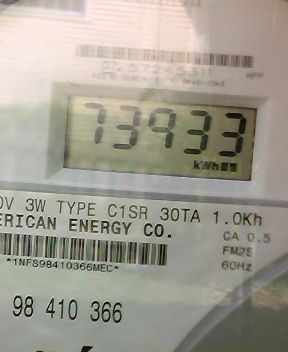 HPP
73933
kWh
0V 3W TYPE C1SR 30TA 1.0Kh
ERICAN ENERGY CO.
CA 0.5
FM2S
60Hz
*1NFS98410366MEC*
98 410 366